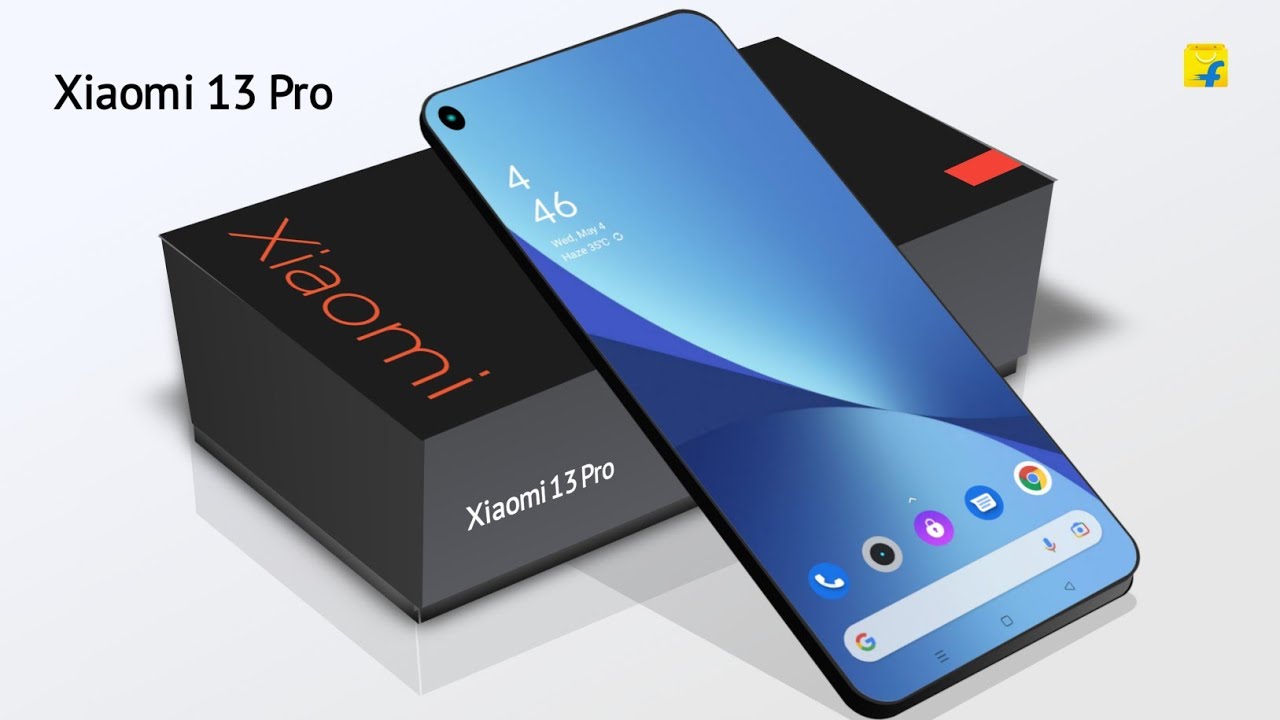 Xiaomi 13 Pro
4
46
Wed, May 4
Haze 35℃
Xiaomi
Xiaomi 13 Pro